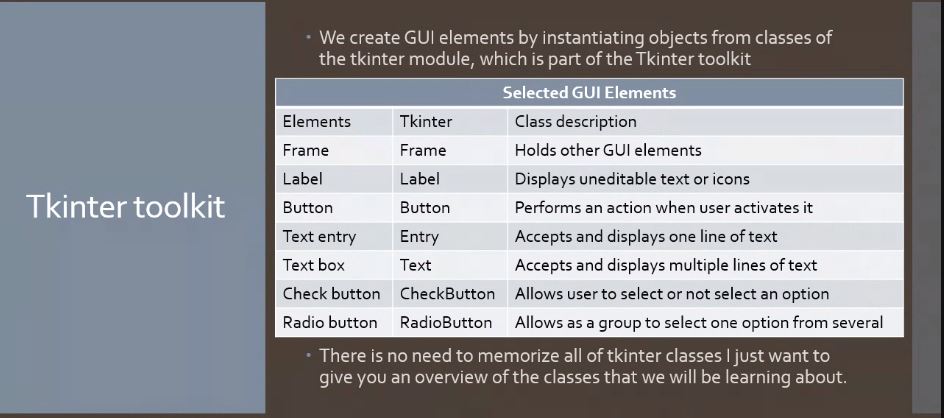 Tkinter toolkit
We create GUI elements by instantiating objects from classes of
the tkinter module, which is part of the Tkinter toolkit
Selected GUI Elements
Elements Tkinter Class description
Frame Frame Holds other GUI elements
Label Label Displays uneditable text or icons
Button Button Performs an action when user activates it
Text entry Entry Accepts and displays one line of text
Text box Text Accepts and displays multiple lines of text
Check button CheckButton Allows user to select or not select an option
Radio button RadioButton Allows as a group to select one option from several
There is no need to memorize all of tkinter classes I just want to
give you an overview of the classes that we will be learning about.